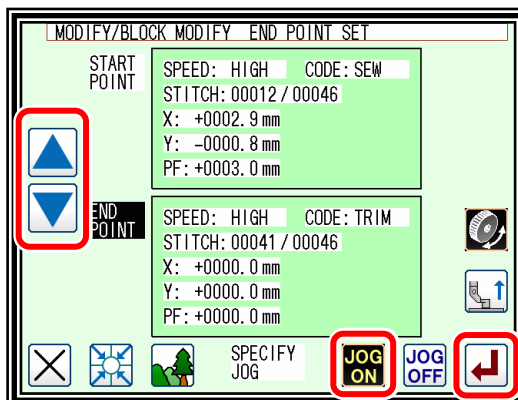 MODIFY/BLOCK MODIFY END POINT SET
START
POINT
SPEED: HIGH CODE: SEW
STITCH: 00012 / 00046
X: +0002.9 mm
Y: -0000.8 mm
PF: +0003.0 mm
END
POINT
SPEED: HIGH CODE: TRIM
STITCH: 00041 / 00046
X: +0000.0 mm
Y: +0000.0 mm
PF: +0000.0 mm
SPECIFY
JOG
JOG
ON
JOG
OFF